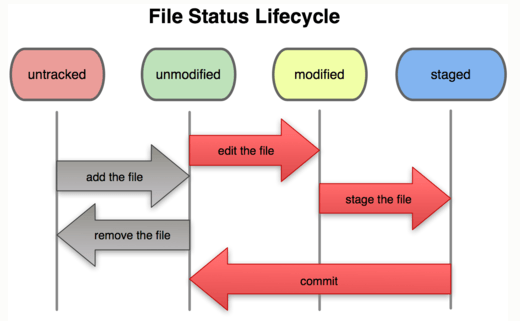 File Status Lifecycle
untracked
unmodified
modified
staged
edit the file
add the file
stage the file
remove the file
commit